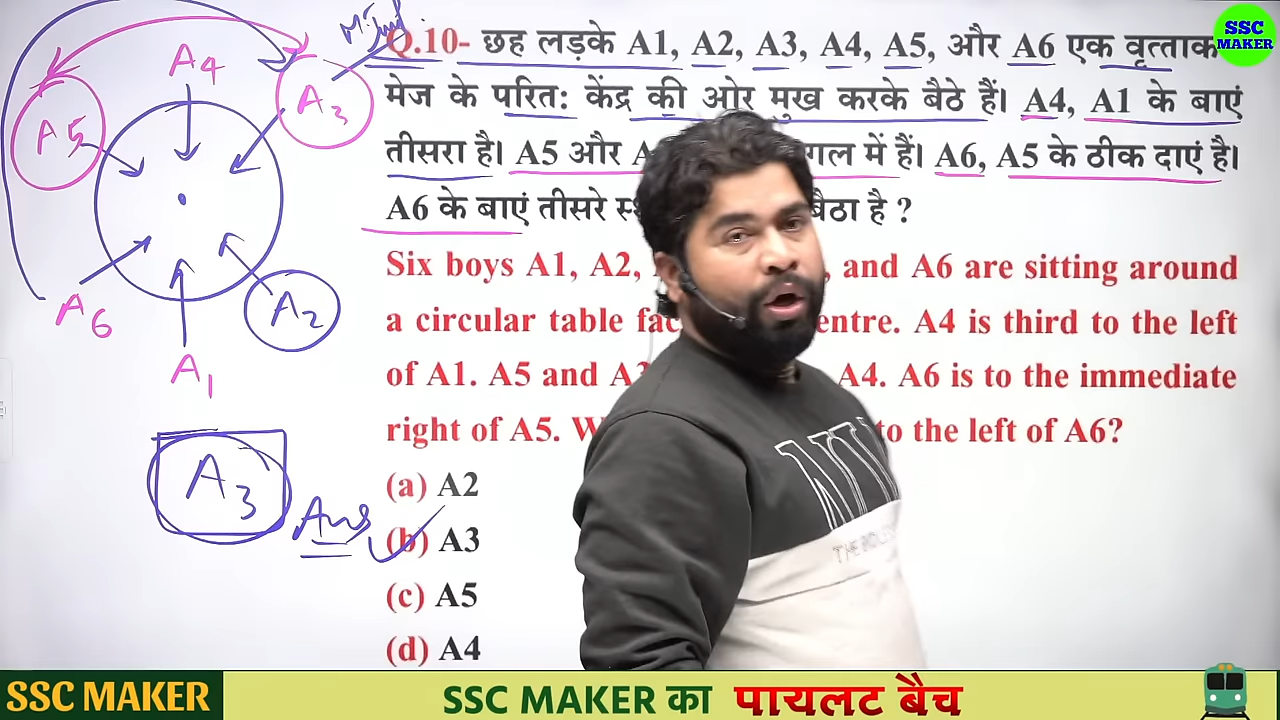 SSC MAKER
Q.10- छह लड़के A1, A2, A3, A4, A5, और A6 एक वृत्ताक
मेज के परित: केंद्र की ओर मुख करके बैठे हैं। A4, A1 के बाएं
तीसरा है। A5 और A गल में हैं। A6, A5 के ठीक दाएं है।
A6 के बाएं तीसरे बैठा है ?
Six boys A1, A2, and A6 are sitting around
a circular table fac entre. A4 is third to the left
of A1. A5 and A3 A4. A6 is to the immediate
right of A5. W to the left of A6?
(a) A2
(b) A3
(c) A5
(d) A4
A4
A3
A5
A6
A2
A1
A3
Ans
SSC MAKER
SSC MAKER का पायलट बैच